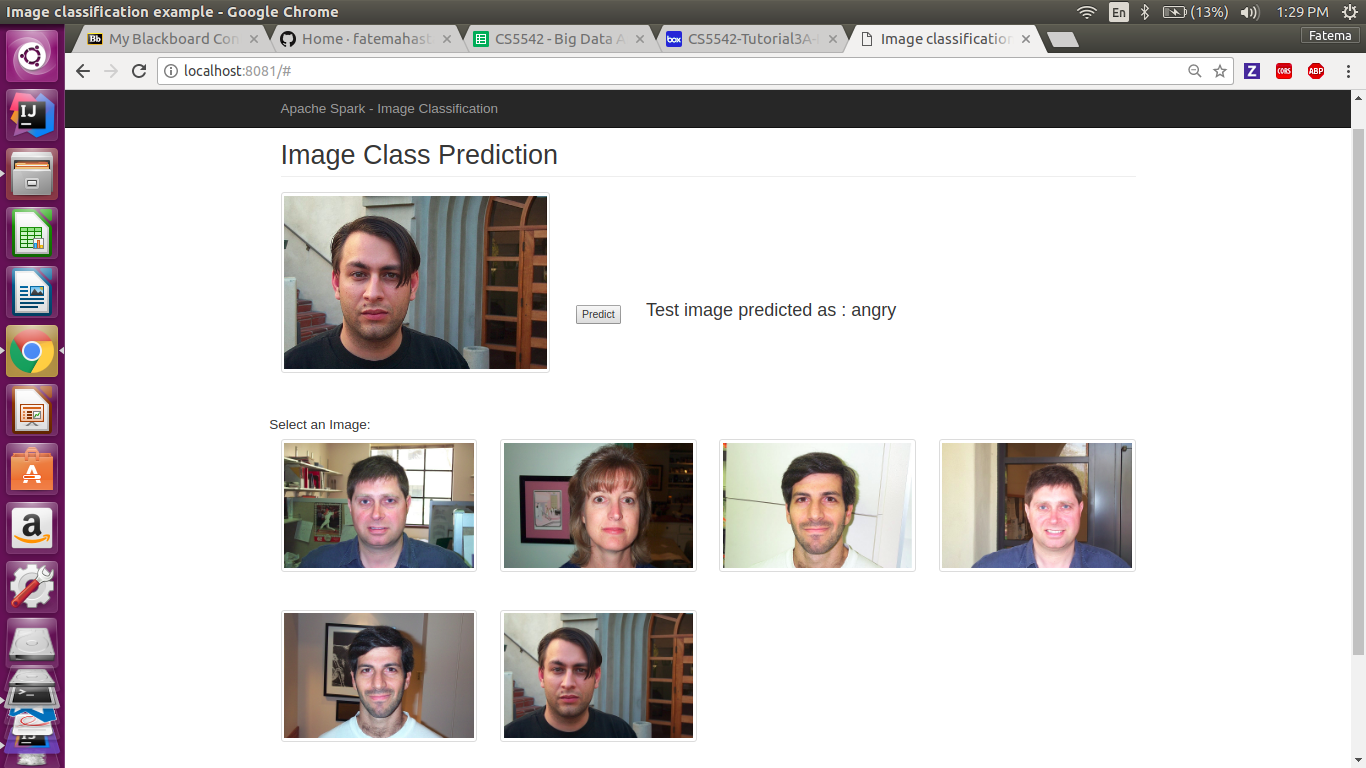 Image classification example - Google Chrome
En
(13%)
1:29 PM
My Blackboard Con
Home · fatemahast
CS5542 - Big Data A
CS5542-Tutorial3A-
Image classification
Fatema
localhost:8081/#
Z
CORS
ABP
Apache Spark - Image Classification
Image Class Prediction
Predict
Test image predicted as : angry
Select an Image: